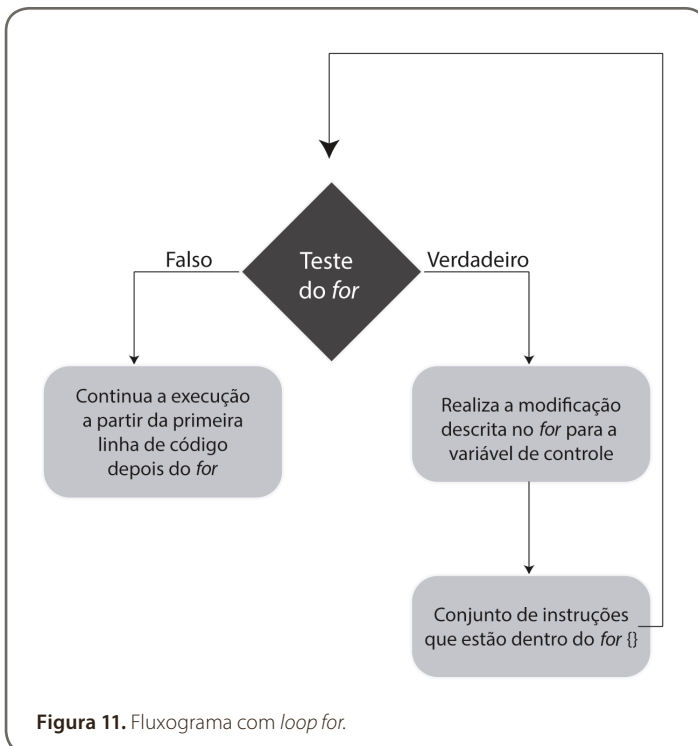 Teste
do for
Falso
Verdadeiro
Continua a execução
a partir da primeira
linha de código
depois do for
Realiza a modificação
descrita no for para a
variável de controle
Conjunto de instruções
que estão dentro do for {}
Figura 11. Fluxograma com loop for.